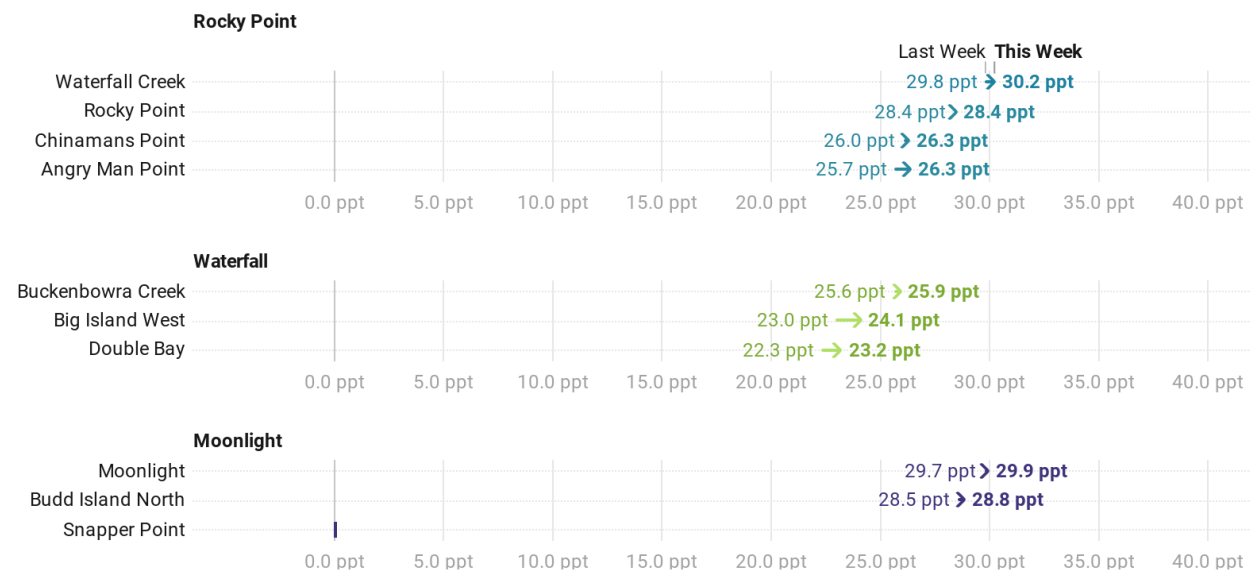 Rocky Point
Last Week This Week
Waterfall Creek 29.8 ppt 30.2 ppt
Rocky Point 28.4 ppt 28.4 ppt
Chinamans Point 26.0 ppt 26.3 ppt
Angry Man Point 25.7 ppt 26.3 ppt
0.0 ppt 5.0 ppt 10.0 ppt 15.0 ppt 20.0 ppt 25.0 ppt 30.0 ppt 35.0 ppt 40.0 ppt
Waterfall
Buckenbowra Creek 25.6 ppt 25.9 ppt
Big Island West 23.0 ppt 24.1 ppt
Double Bay 22.3 ppt 23.2 ppt
0.0 ppt 5.0 ppt 10.0 ppt 15.0 ppt 20.0 ppt 25.0 ppt 30.0 ppt 35.0 ppt 40.0 ppt
Moonlight
Moonlight 29.7 ppt 29.9 ppt
Budd Island North 28.5 ppt 28.8 ppt
Snapper Point
0.0 ppt 5.0 ppt 10.0 ppt 15.0 ppt 20.0 ppt 25.0 ppt 30.0 ppt 35.0 ppt 40.0 ppt